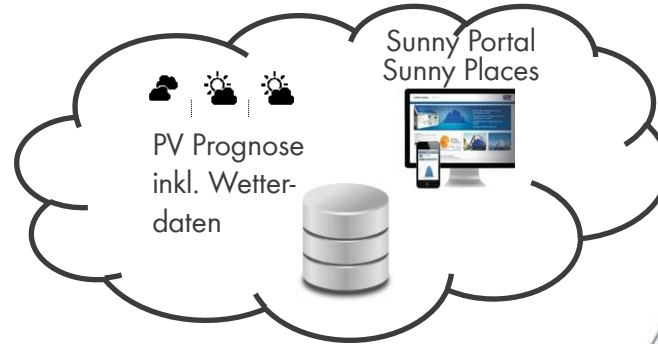 Sunny Portal
Sunny Places
PV Prognose
inkl. Wetter-
daten